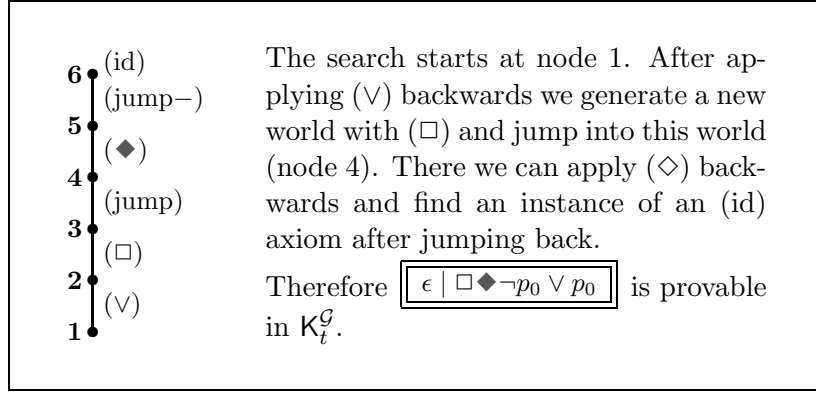 6 (id)
(jump−)
5
(◆)
4
(jump)
3
(□)
2
(∨)
1
The search starts at node 1. After ap-
plying (∨) backwards we generate a new
world with (□) and jump into this world
(node 4). There we can apply (◇) back-
wards and find an instance of an (id)
axiom after jumping back.
Therefore ϵ | □◆¬p₀ ∨ p₀ is provable
in K_t^𝒢.